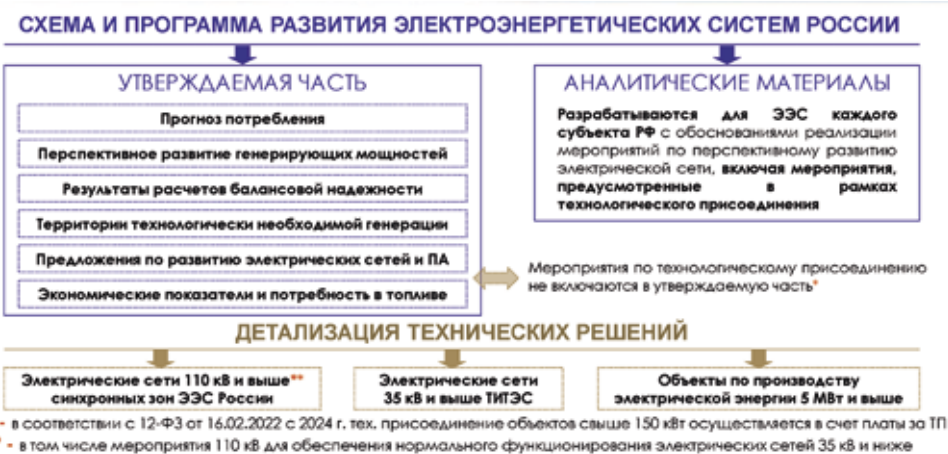 СХЕМА И ПРОГРАММА РАЗВИТИЯ ЭЛЕКТРОЭНЕРГЕТИЧЕСКИХ СИСТЕМ РОССИИ
УТВЕРЖДАЕМАЯ ЧАСТЬ
Прогноз потребления
Перспективное развитие генерирующих мощностей
Результаты расчетов балансовой надежности
Территории технологически необходимой генерации
Предложения по развитию электрических сетей и ПА
Экономические показатели и потребность в топливе
АНАЛИТИЧЕСКИЕ МАТЕРИАЛЫ
Разрабатываются для ЭЭС каждого
субъекта РФ с обоснованиями реализации
мероприятий по перспективному развитию
электрической сети, включая мероприятия,
предусмотренные в рамках
технологического присоединения
Мероприятия по технологическому присоединению
не включаются в утверждаемую часть*
ДЕТАЛИЗАЦИЯ ТЕХНИЧЕСКИХ РЕШЕНИЙ
Электрические сети 110 кВ и выше**
синхронных зон ЭЭС России
Электрические сети
35 кВ и выше ТИТЭС
Объекты по производству
электрической энергии 5 МВт и выше
- в соответствии с 12-ФЗ от 16.02.2022 с 2024 г. тех. присоединение объектов свыше 150 кВт осуществляется в счет платы за ТП
* - в том числе мероприятия 110 кВ для обеспечения нормального функционирования электрических сетей 35 кВ и ниже